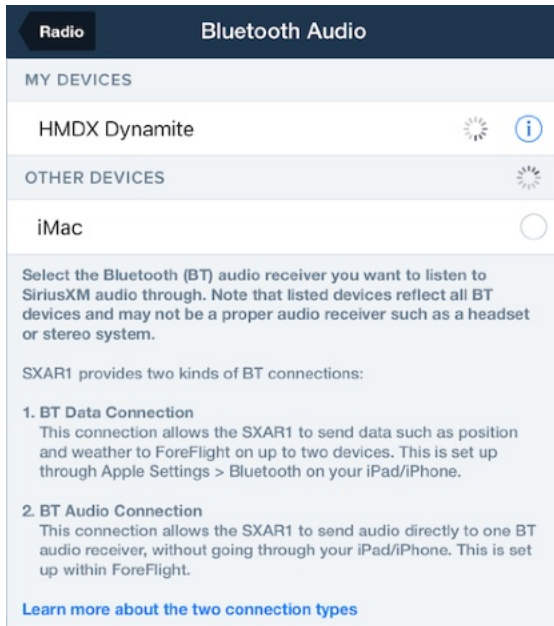 Radio
Bluetooth Audio
MY DEVICES
HMDX Dynamite
OTHER DEVICES
iMac
Select the Bluetooth (BT) audio receiver you want to listen to
SiriusXM audio through. Note that listed devices reflect all BT
devices and may not be a proper audio receiver such as a headset
or stereo system.
SXAR1 provides two kinds of BT connections:
1. BT Data Connection
This connection allows the SXAR1 to send data such as position
and weather to ForeFlight on up to two devices. This is set up
through Apple Settings > Bluetooth on your iPad/iPhone.
2. BT Audio Connection
This connection allows the SXAR1 to send audio directly to one BT
audio receiver, without going through your iPad/iPhone. This is set
up within ForeFlight.
Learn more about the two connection types